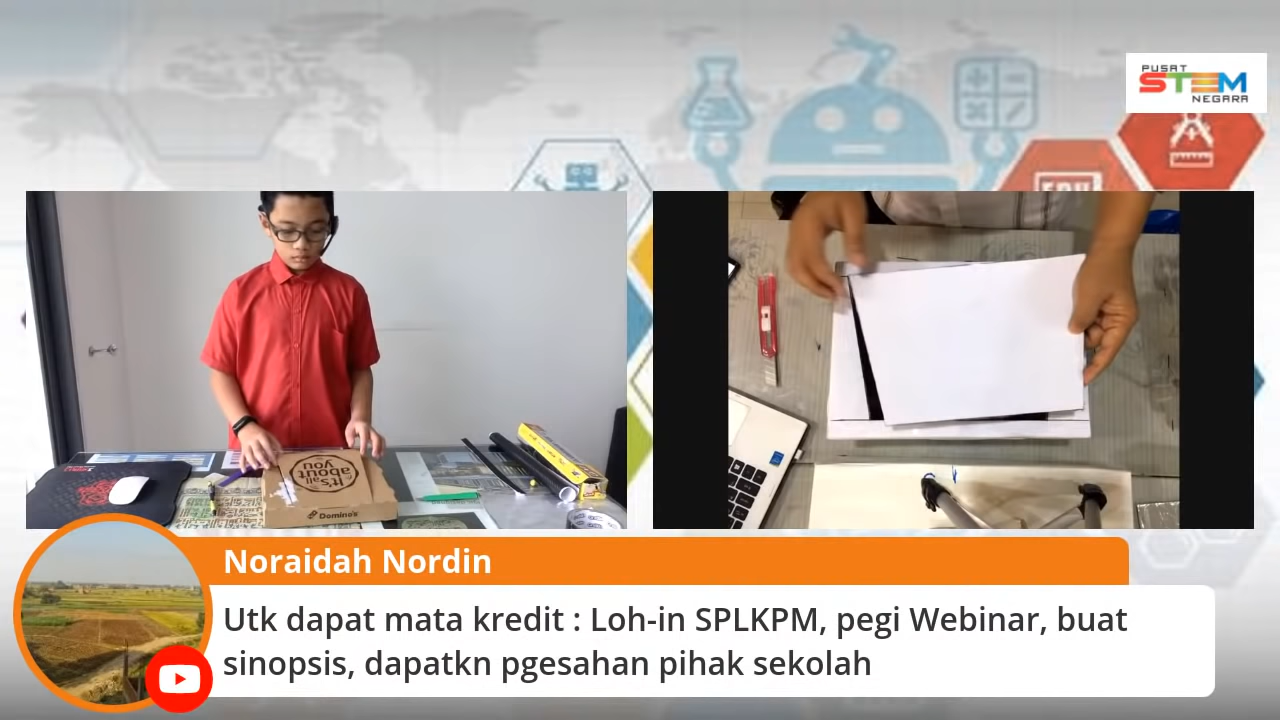 PUSAT
STEM
NEGARA
EDU
it's all
about
you
Domino's
Noraidah Nordin
Utk dapat mata kredit : Loh-in SPLKPM, pegi Webinar, buat
sinopsis, dapatkn pgesahan pihak sekolah